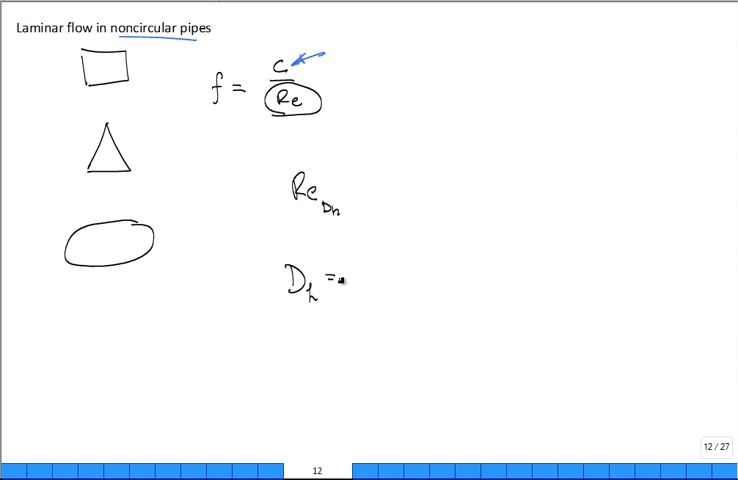 Laminar flow in noncircular pipes
f = C / Re
Re_Dh
D_h =
12 / 27
12